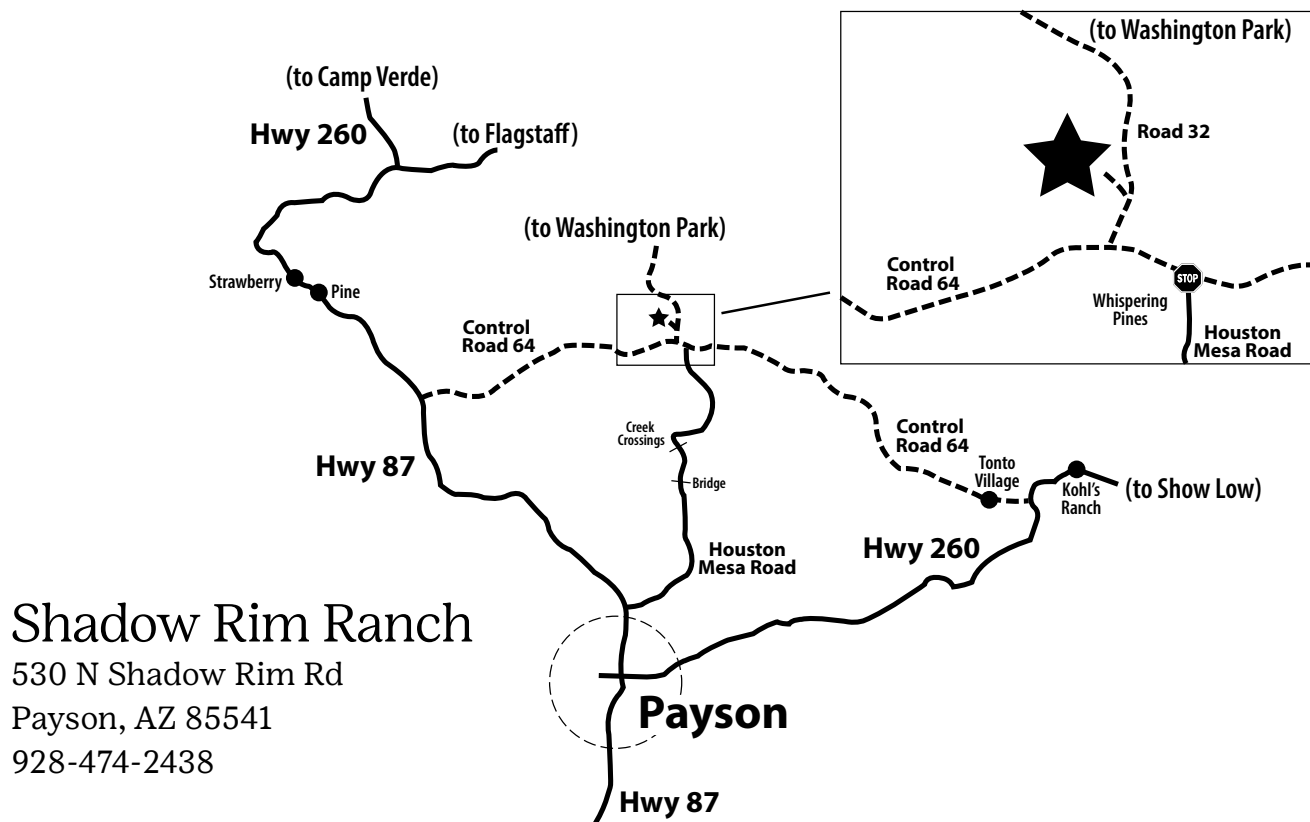 (to Washington Park)
(to Camp Verde)
Hwy 260
(to Flagstaff)
Road 32
(to Washington Park)
Control
Road 64
STOP
Whispering
Pines
Houston
Mesa Road
Strawberry
Pine
Control
Road 64
Creek
Crossings
Bridge
Control
Road 64
Hwy 87
Tonto
Village
Kohl's
Ranch
(to Show Low)
Houston
Mesa Road
Hwy 260
Shadow Rim Ranch
530 N Shadow Rim Rd
Payson, AZ 85541
928-474-2438
Payson
Hwy 87